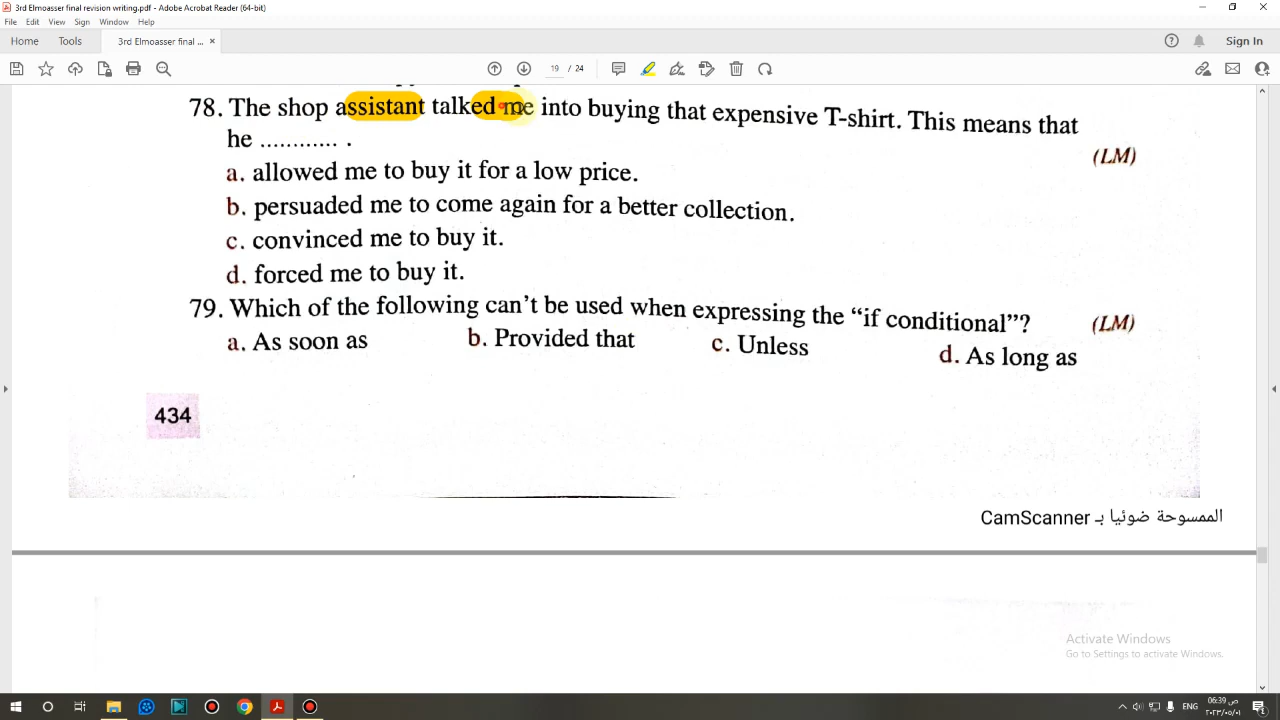 3rd Elmoasser final revision writing.pdf - Adobe Acrobat Reader (64-bit)
File Edit View Sign Window Help
Home Tools 3rd Elmoasser final ... × Sign In
19 / 24
78. The shop assistant talked me into buying that expensive T-shirt. This means that
he ............ .
(LM)
a. allowed me to buy it for a low price.
b. persuaded me to come again for a better collection.
c. convinced me to buy it.
d. forced me to buy it.
79. Which of the following can't be used when expressing the "if conditional"? (LM)
a. As soon as b. Provided that c. Unless d. As long as
434
الممسوحة ضوئيا بـ CamScanner
Activate Windows
Go to Settings to activate Windows.
ENG
06:39 ص
٢٠٢٣/٠٥/٠١